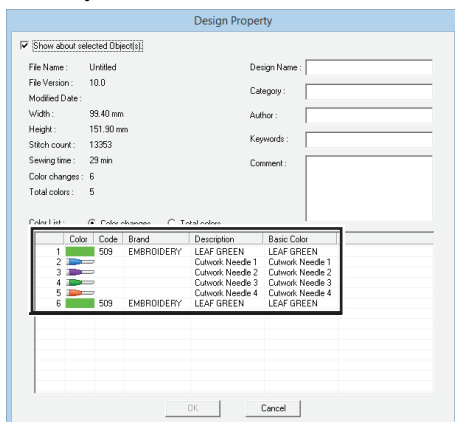 Design Property
Show about selected Object(s).
File Name : Untitled
Design Name :
File Version : 10.0
Category :
Modified Date :
Width : 99.40 mm
Author :
Height : 151.90 mm
Keywords :
Stitch count : 13353
Sewing time : 29 min
Comment :
Color changes : 6
Total colors : 5
Color List : Color changes Total colors
Color Code Brand Description Basic Color
1 509 EMBROIDERY LEAF GREEN LEAF GREEN
2 Cutwork Needle 1 Cutwork Needle 1
3 Cutwork Needle 2 Cutwork Needle 2
4 Cutwork Needle 3 Cutwork Needle 3
5 Cutwork Needle 4 Cutwork Needle 4
6 509 EMBROIDERY LEAF GREEN LEAF GREEN
OK Cancel